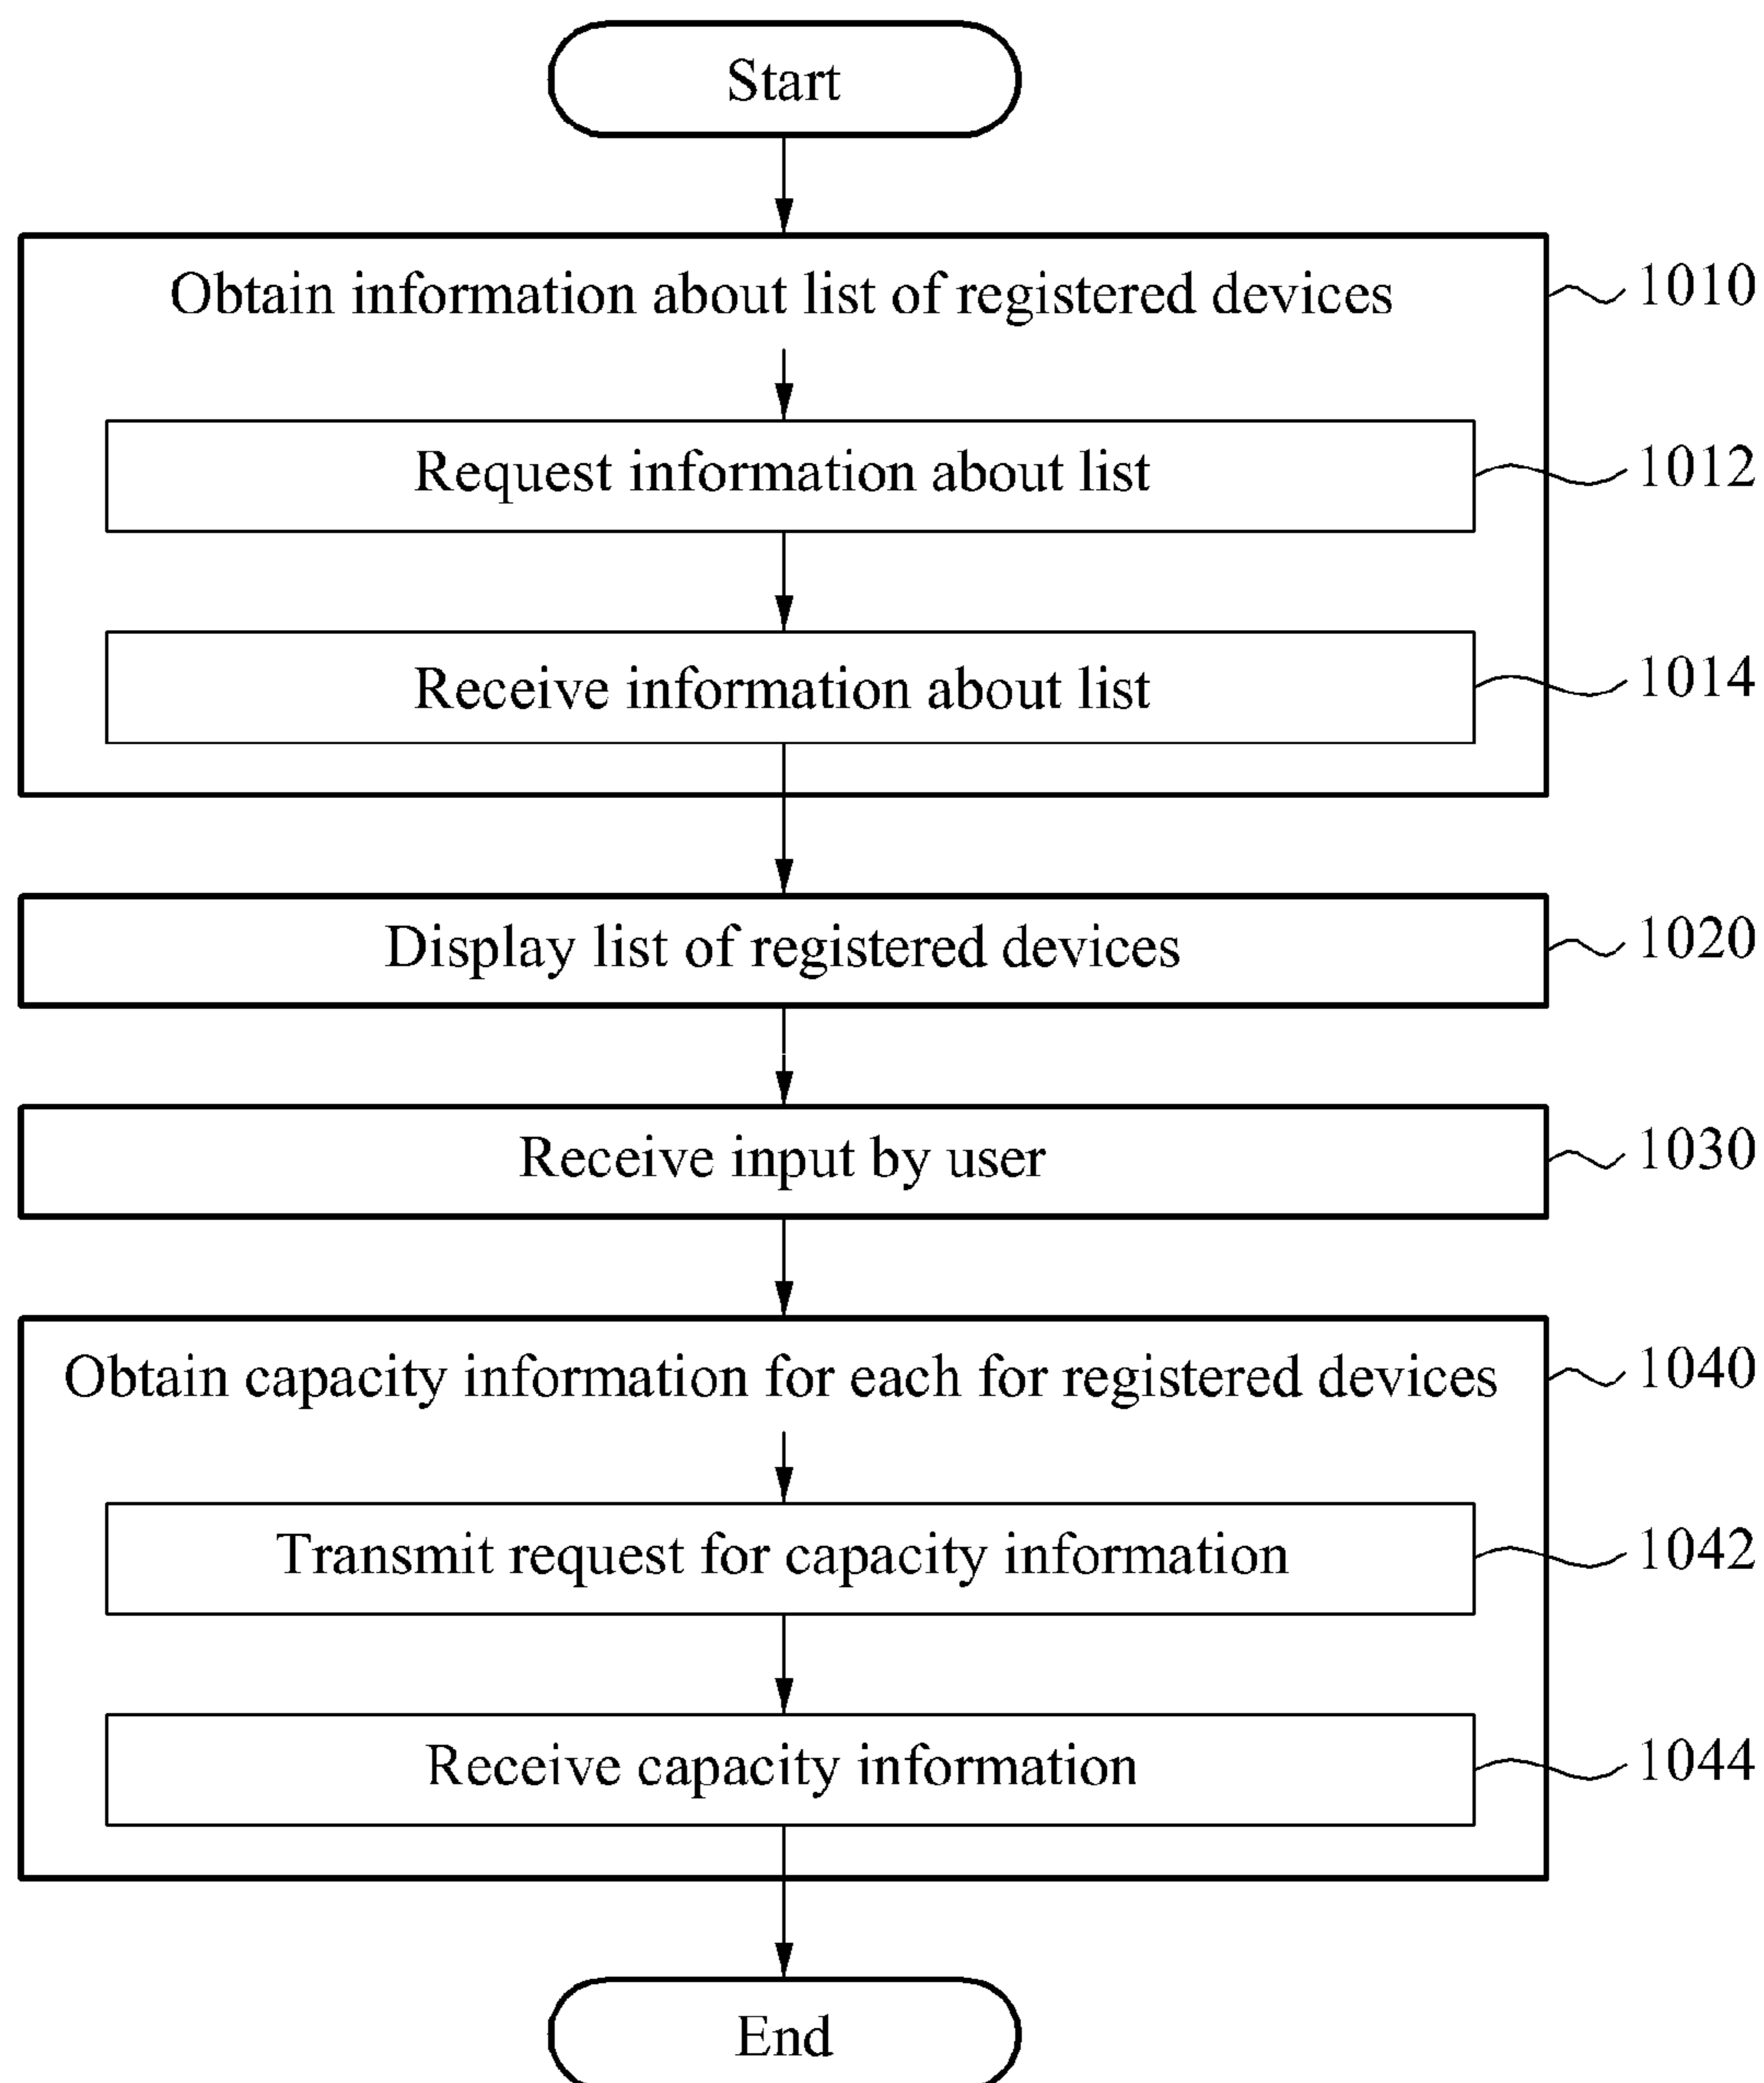 Start
Obtain information about list of registered devices
1010
Request information about list
1012
Receive information about list
1014
Display list of registered devices
1020
Receive input by user
1030
Obtain capacity information for each for registered devices
1040
Transmit request for capacity information
1042
Receive capacity information
1044
End